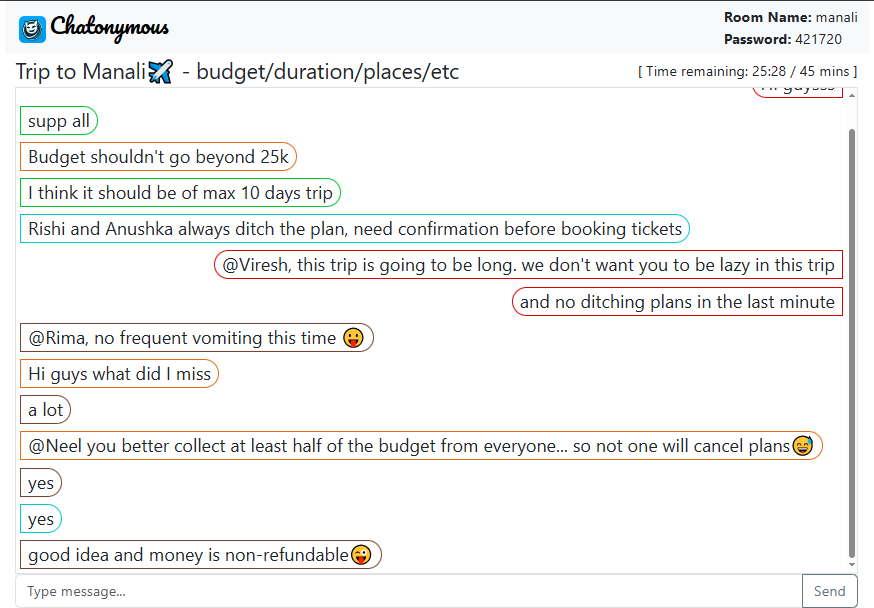 Chatonymous
Room Name: manali
Password: 421720
Trip to Manali✈️ - budget/duration/places/etc
[ Time remaining: 25:28 / 45 mins ]
Hi guysss
supp all
Budget shouldn't go beyond 25k
I think it should be of max 10 days trip
Rishi and Anushka always ditch the plan, need confirmation before booking tickets
@Viresh, this trip is going to be long. we don't want you to be lazy in this trip
and no ditching plans in the last minute
@Rima, no frequent vomiting this time 😛
Hi guys what did I miss
a lot
@Neel you better collect at least half of the budget from everyone... so not one will cancel plans😅
yes
yes
good idea and money is non-refundable😜
Type message...
Send